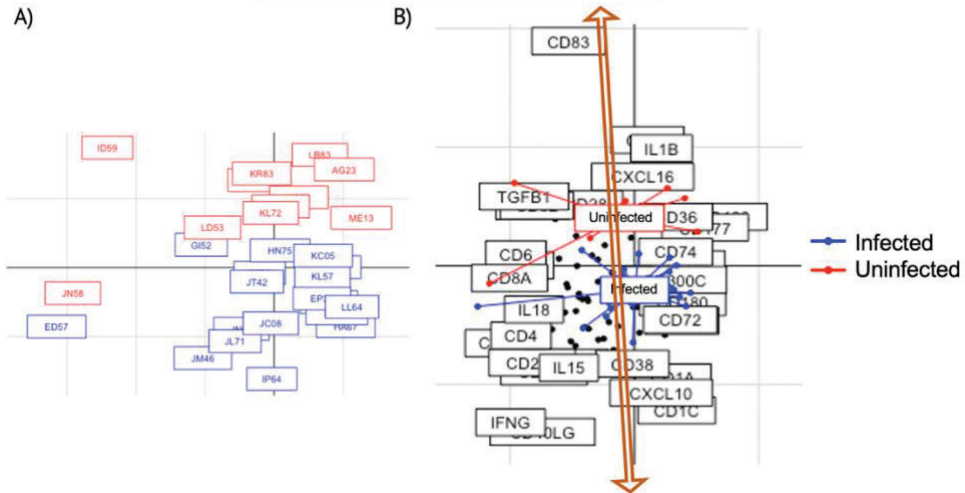 A)
B)
ID59
KR83
LB83
AG23
KL72
ME13
LD53
GI52
HN75
KC05
JT42
KL57
JN58
LL64
ED57
JC08
JL71
JM46
IP64
CD83
IL1B
CXCL16
TGFB1
Uninfected
CD6
CD74
CD8A
Infected
IL18
CD72
CD4
IL15
CD38
CXCL10
CD1C
IFNG
Infected
Uninfected